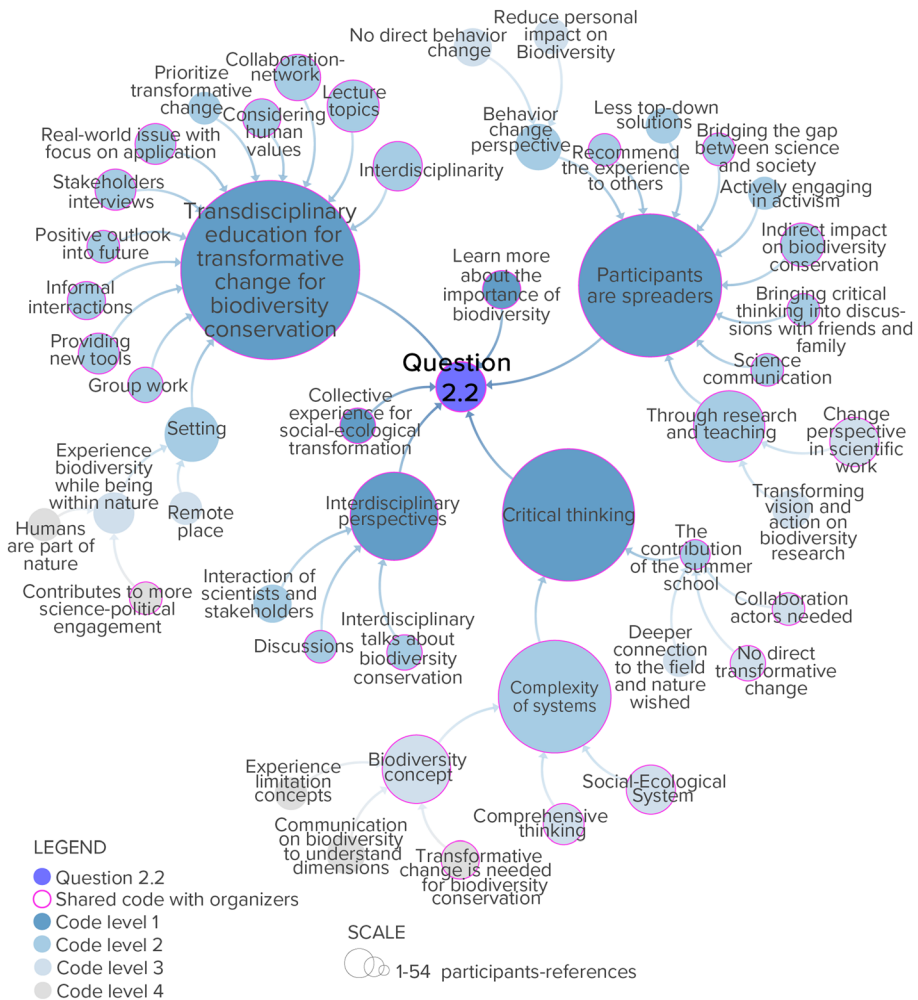 No direct behavior
change
Reduce personal
impact on
Biodiversity
Collaboration-
network
Prioritize
transformative
change
Lecture
topics
Considering
human
values
Real-world issue with
focus on application
Interdisciplinarity
Stakeholders
interviews
Positive outlook
into future
Informal
interactions
Providing
new tools
Group work
Transdisciplinary
education for
transformative
change for
biodiversity
conservation
Behavior
change
perspective
Less top-down
solutions
Recommend
the experience
to others
Bridging the gap
between science
and society
Actively engaging
in activism
Indirect impact
on biodiversity
conservation
Bringing critical
thinking into discus-
sions with friends and
family
Science
communication
Participants
are spreaders
Learn more
about the
importance of
biodiversity
Question
2.2
Collective
experience for
social-ecological
transformation
Setting
Experience
biodiversity
while being
within nature
Remote
place
Humans
are part of
nature
Contributes to more
science-political
engagement
Through research
and teaching
Change
perspective
in scientific
work
Transforming
vision and
action on
biodiversity
research
Interdisciplinary
perspectives
Interaction of
scientists and
stakeholders
Discussions
Interdisciplinary
talks about
biodiversity
conservation
Critical thinking
The
contribution
of the summer
school
Collaboration
actors needed
No direct
transformative
change
Deeper
connection
to the field
and nature
wished
Complexity
of systems
Biodiversity
concept
Experience
limitation
concepts
Communication
on biodiversity
to understand
dimensions
Transformative
change is needed
for biodiversity
conservation
Comprehensive
thinking
Social-Ecological
System
LEGEND
Question 2.2
Shared code with organizers
Code level 1
Code level 2
Code level 3
Code level 4
SCALE
1-54 participants-references